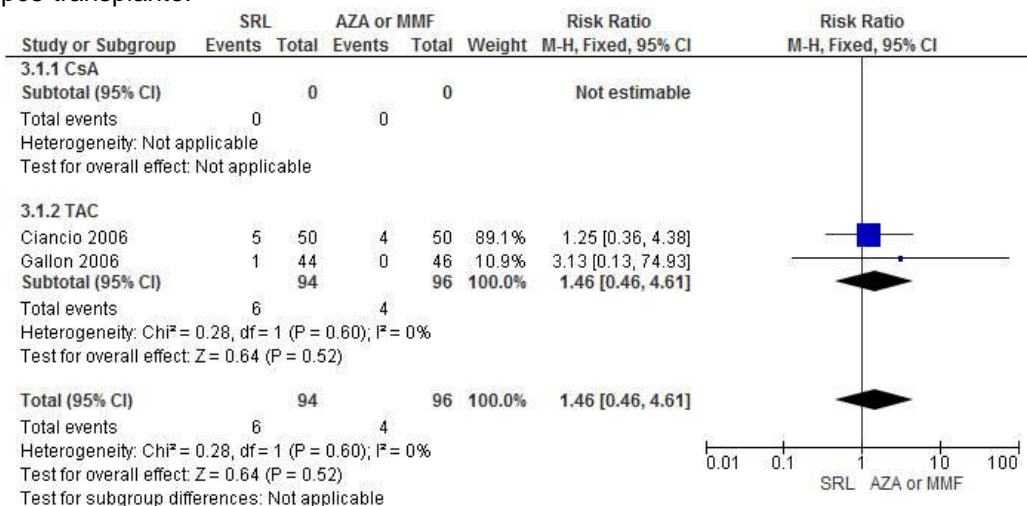 pós-transplante.
SRL AZA or MMF Risk Ratio Risk Ratio
Study or Subgroup Events Total Events Total Weight M-H, Fixed, 95% CI M-H, Fixed, 95% CI
3.1.1 CsA
Subtotal (95% CI) 0 0 Not estimable
Total events 0 0
Heterogeneity: Not applicable
Test for overall effect: Not applicable
3.1.2 TAC
Ciancio 2006 5 50 4 50 89.1% 1.25 [0.36, 4.38]
Gallon 2006 1 44 0 46 10.9% 3.13 [0.13, 74.93]
Subtotal (95% CI) 94 96 100.0% 1.46 [0.46, 4.61]
Total events 6 4
Heterogeneity: Chi² = 0.28, df = 1 (P = 0.60); I² = 0%
Test for overall effect: Z = 0.64 (P = 0.52)
Total (95% CI) 94 96 100.0% 1.46 [0.46, 4.61]
Total events 6 4
Heterogeneity: Chi² = 0.28, df = 1 (P = 0.60); I² = 0%
Test for overall effect: Z = 0.64 (P = 0.52)
Test for subgroup differences: Not applicable
0.01 0.1 1 10 100
SRL AZA or MMF